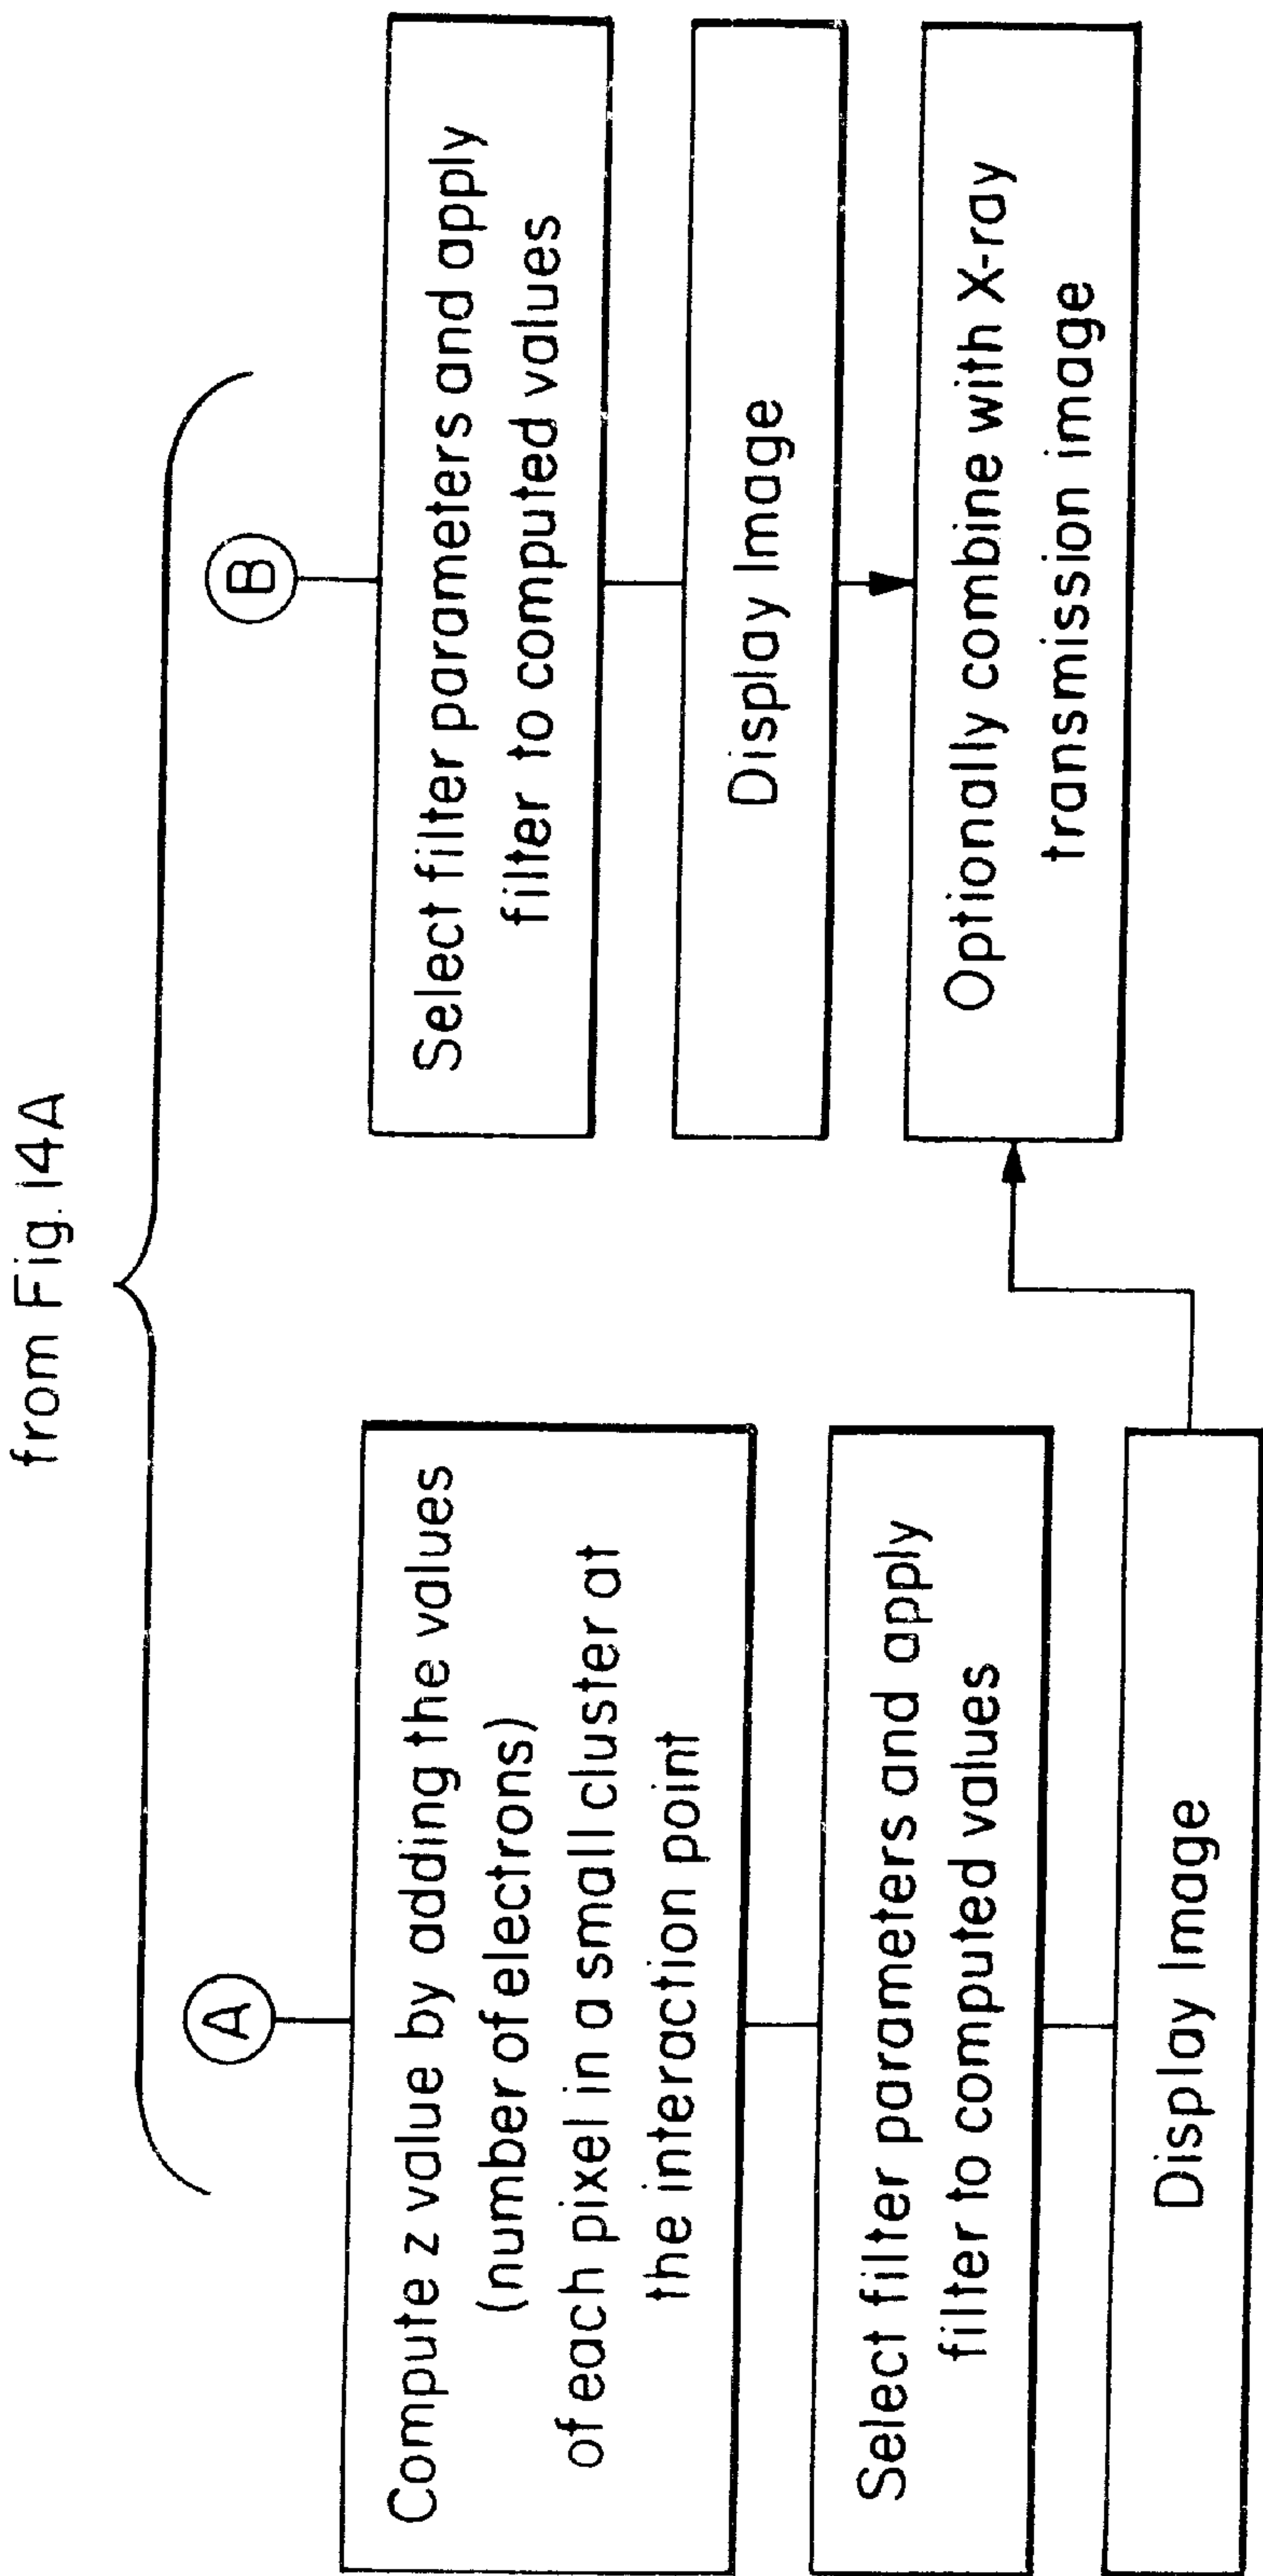 from Fig. 14A
A
Compute z value by adding the values
(number of electrons)
of each pixel in a small cluster at
the interaction point
Select filter parameters and apply
filter to computed values
Display Image
B
Select filter parameters and apply
filter to computed values
Display Image
Optionally combine with X-ray
transmission image